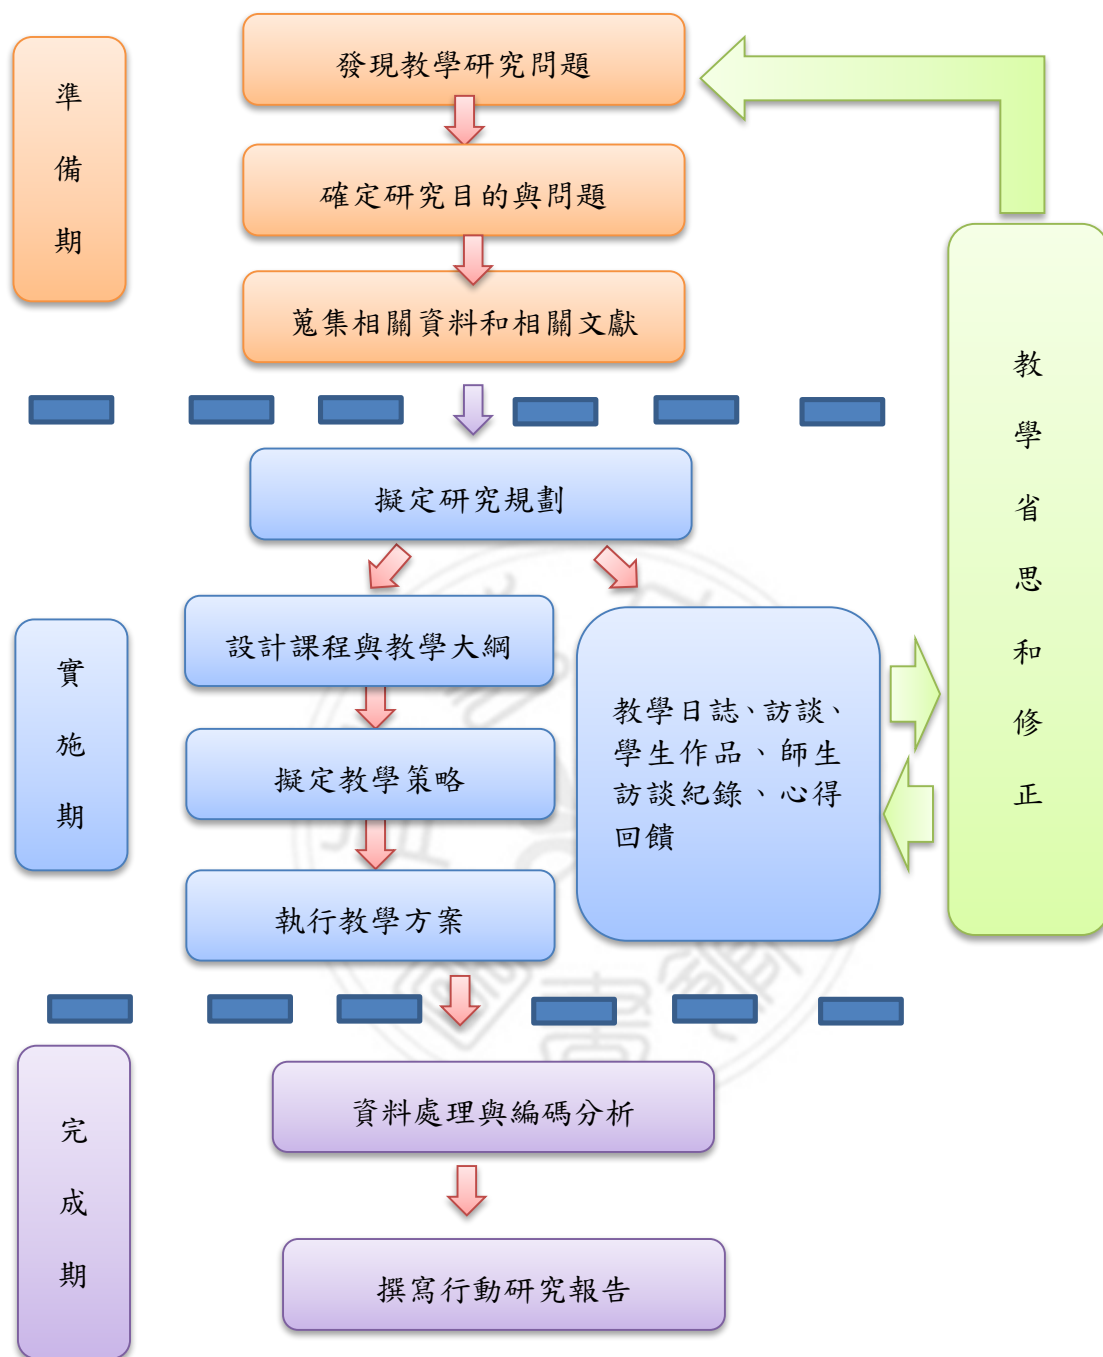 準備期
發現教學研究問題
確定研究目的與問題
蒐集相關資料和相關文獻
教學省思和修正
實施期
擬定研究規劃
設計課程與教學大綱
擬定教學策略
執行教學方案
教學日誌、訪談、
學生作品、師生
訪談紀錄、心得
回饋
完成期
資料處理與編碼分析
撰寫行動研究報告